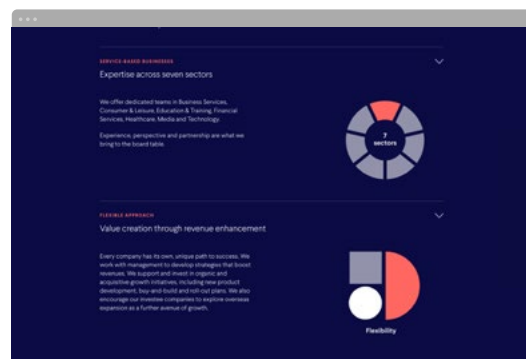 SERVICE-BASED BUSINESSES
Expertise across seven sectors
We offer dedicated teams in Business Services,
Consumer & Leisure, Education & Training, Financial
Services, Healthcare, Media and Technology.
Experience, perspective and partnership are what we
bring to the board table.
7
sectors
FLEXIBLE APPROACH
Value creation through revenue enhancement
Every company has its own, unique path to success. We
work with management to develop strategies that boost
revenues. We support and invest in organic and
acquisitive growth initiatives, including new product
development, buy-and-build and roll-out plans. We also
encourage our investee companies to explore overseas
expansion as a further avenue of growth.
Flexibility